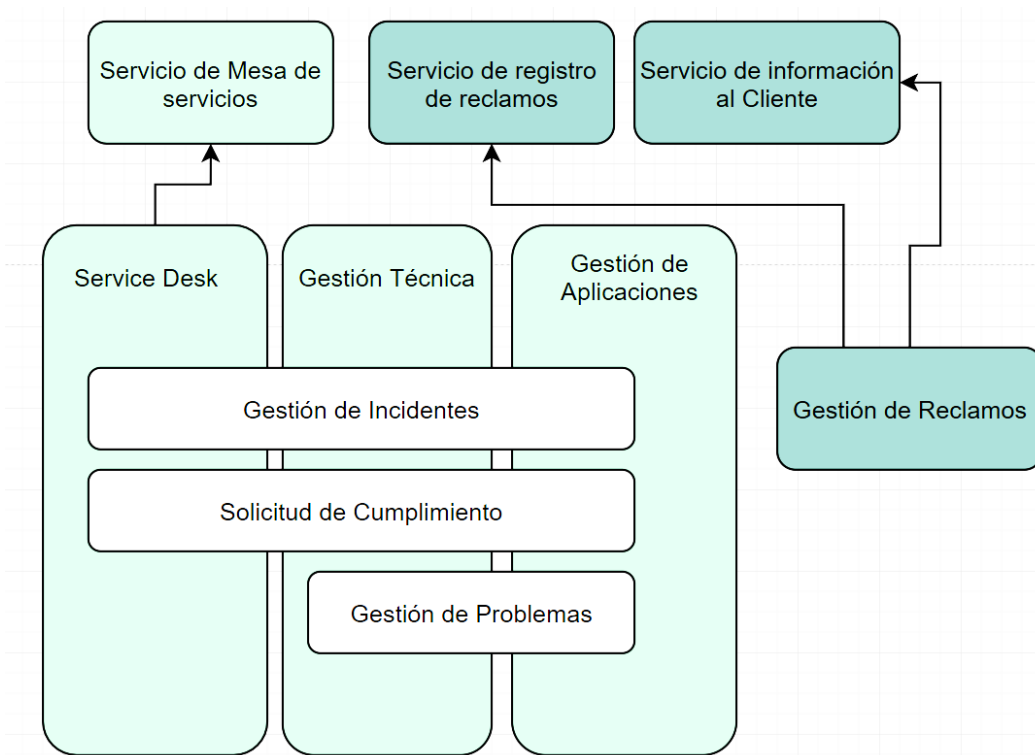 Servicio de Mesa de
servicios
Servicio de registro
de reclamos
Servicio de información
al Cliente
Service Desk
Gestión Técnica
Gestión de
Aplicaciones
Gestión de Incidentes
Gestión de Reclamos
Solicitud de Cumplimiento
Gestión de Problemas